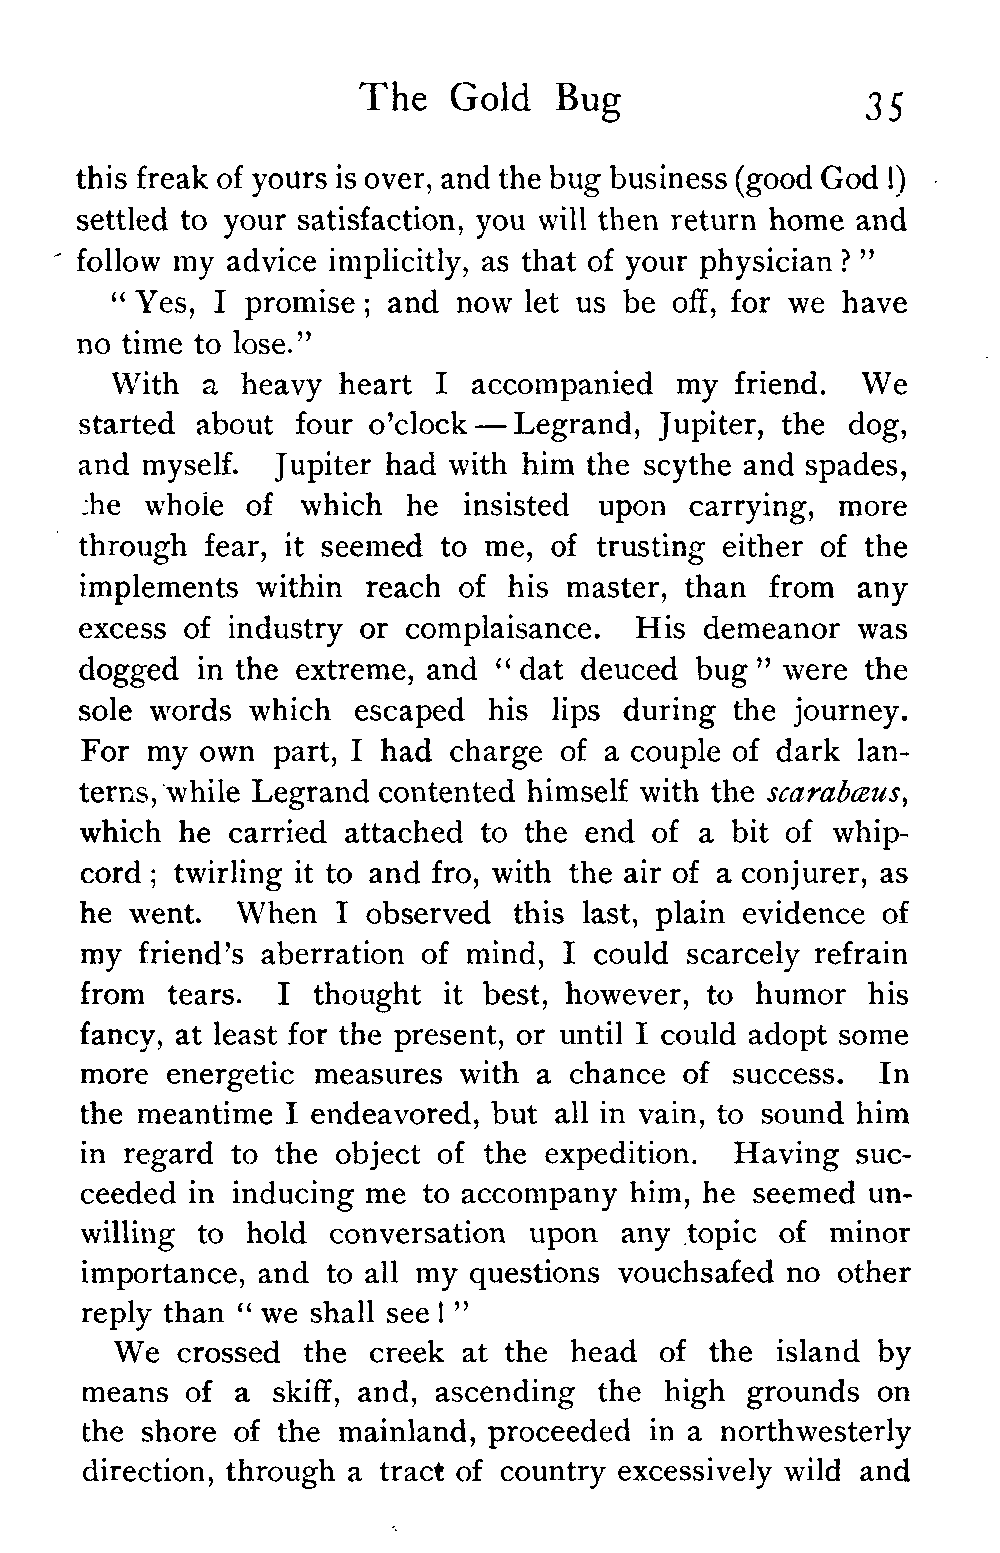 The Gold Bug 35
this freak of yours is over, and the bug business (good God!)
settled to your satisfaction, you will then return home and
follow my advice implicitly, as that of your physician?"
"Yes, I promise; and now let us be off, for we have
no time to lose."
With a heavy heart I accompanied my friend. We
started about four o'clock — Legrand, Jupiter, the dog,
and myself. Jupiter had with him the scythe and spades,
the whole of which he insisted upon carrying, more
through fear, it seemed to me, of trusting either of the
implements within reach of his master, than from any
excess of industry or complaisance. His demeanor was
dogged in the extreme, and "dat deuced bug" were the
sole words which escaped his lips during the journey.
For my own part, I had charge of a couple of dark lan-
terns, while Legrand contented himself with the scarabæus,
which he carried attached to the end of a bit of whip-
cord; twirling it to and fro, with the air of a conjurer, as
he went. When I observed this last, plain evidence of
my friend's aberration of mind, I could scarcely refrain
from tears. I thought it best, however, to humor his
fancy, at least for the present, or until I could adopt some
more energetic measures with a chance of success. In
the meantime I endeavored, but all in vain, to sound him
in regard to the object of the expedition. Having suc-
ceeded in inducing me to accompany him, he seemed un-
willing to hold conversation upon any topic of minor
importance, and to all my questions vouchsafed no other
reply than "we shall see!"
We crossed the creek at the head of the island by
means of a skiff, and, ascending the high grounds on
the shore of the mainland, proceeded in a northwesterly
direction, through a tract of country excessively wild and